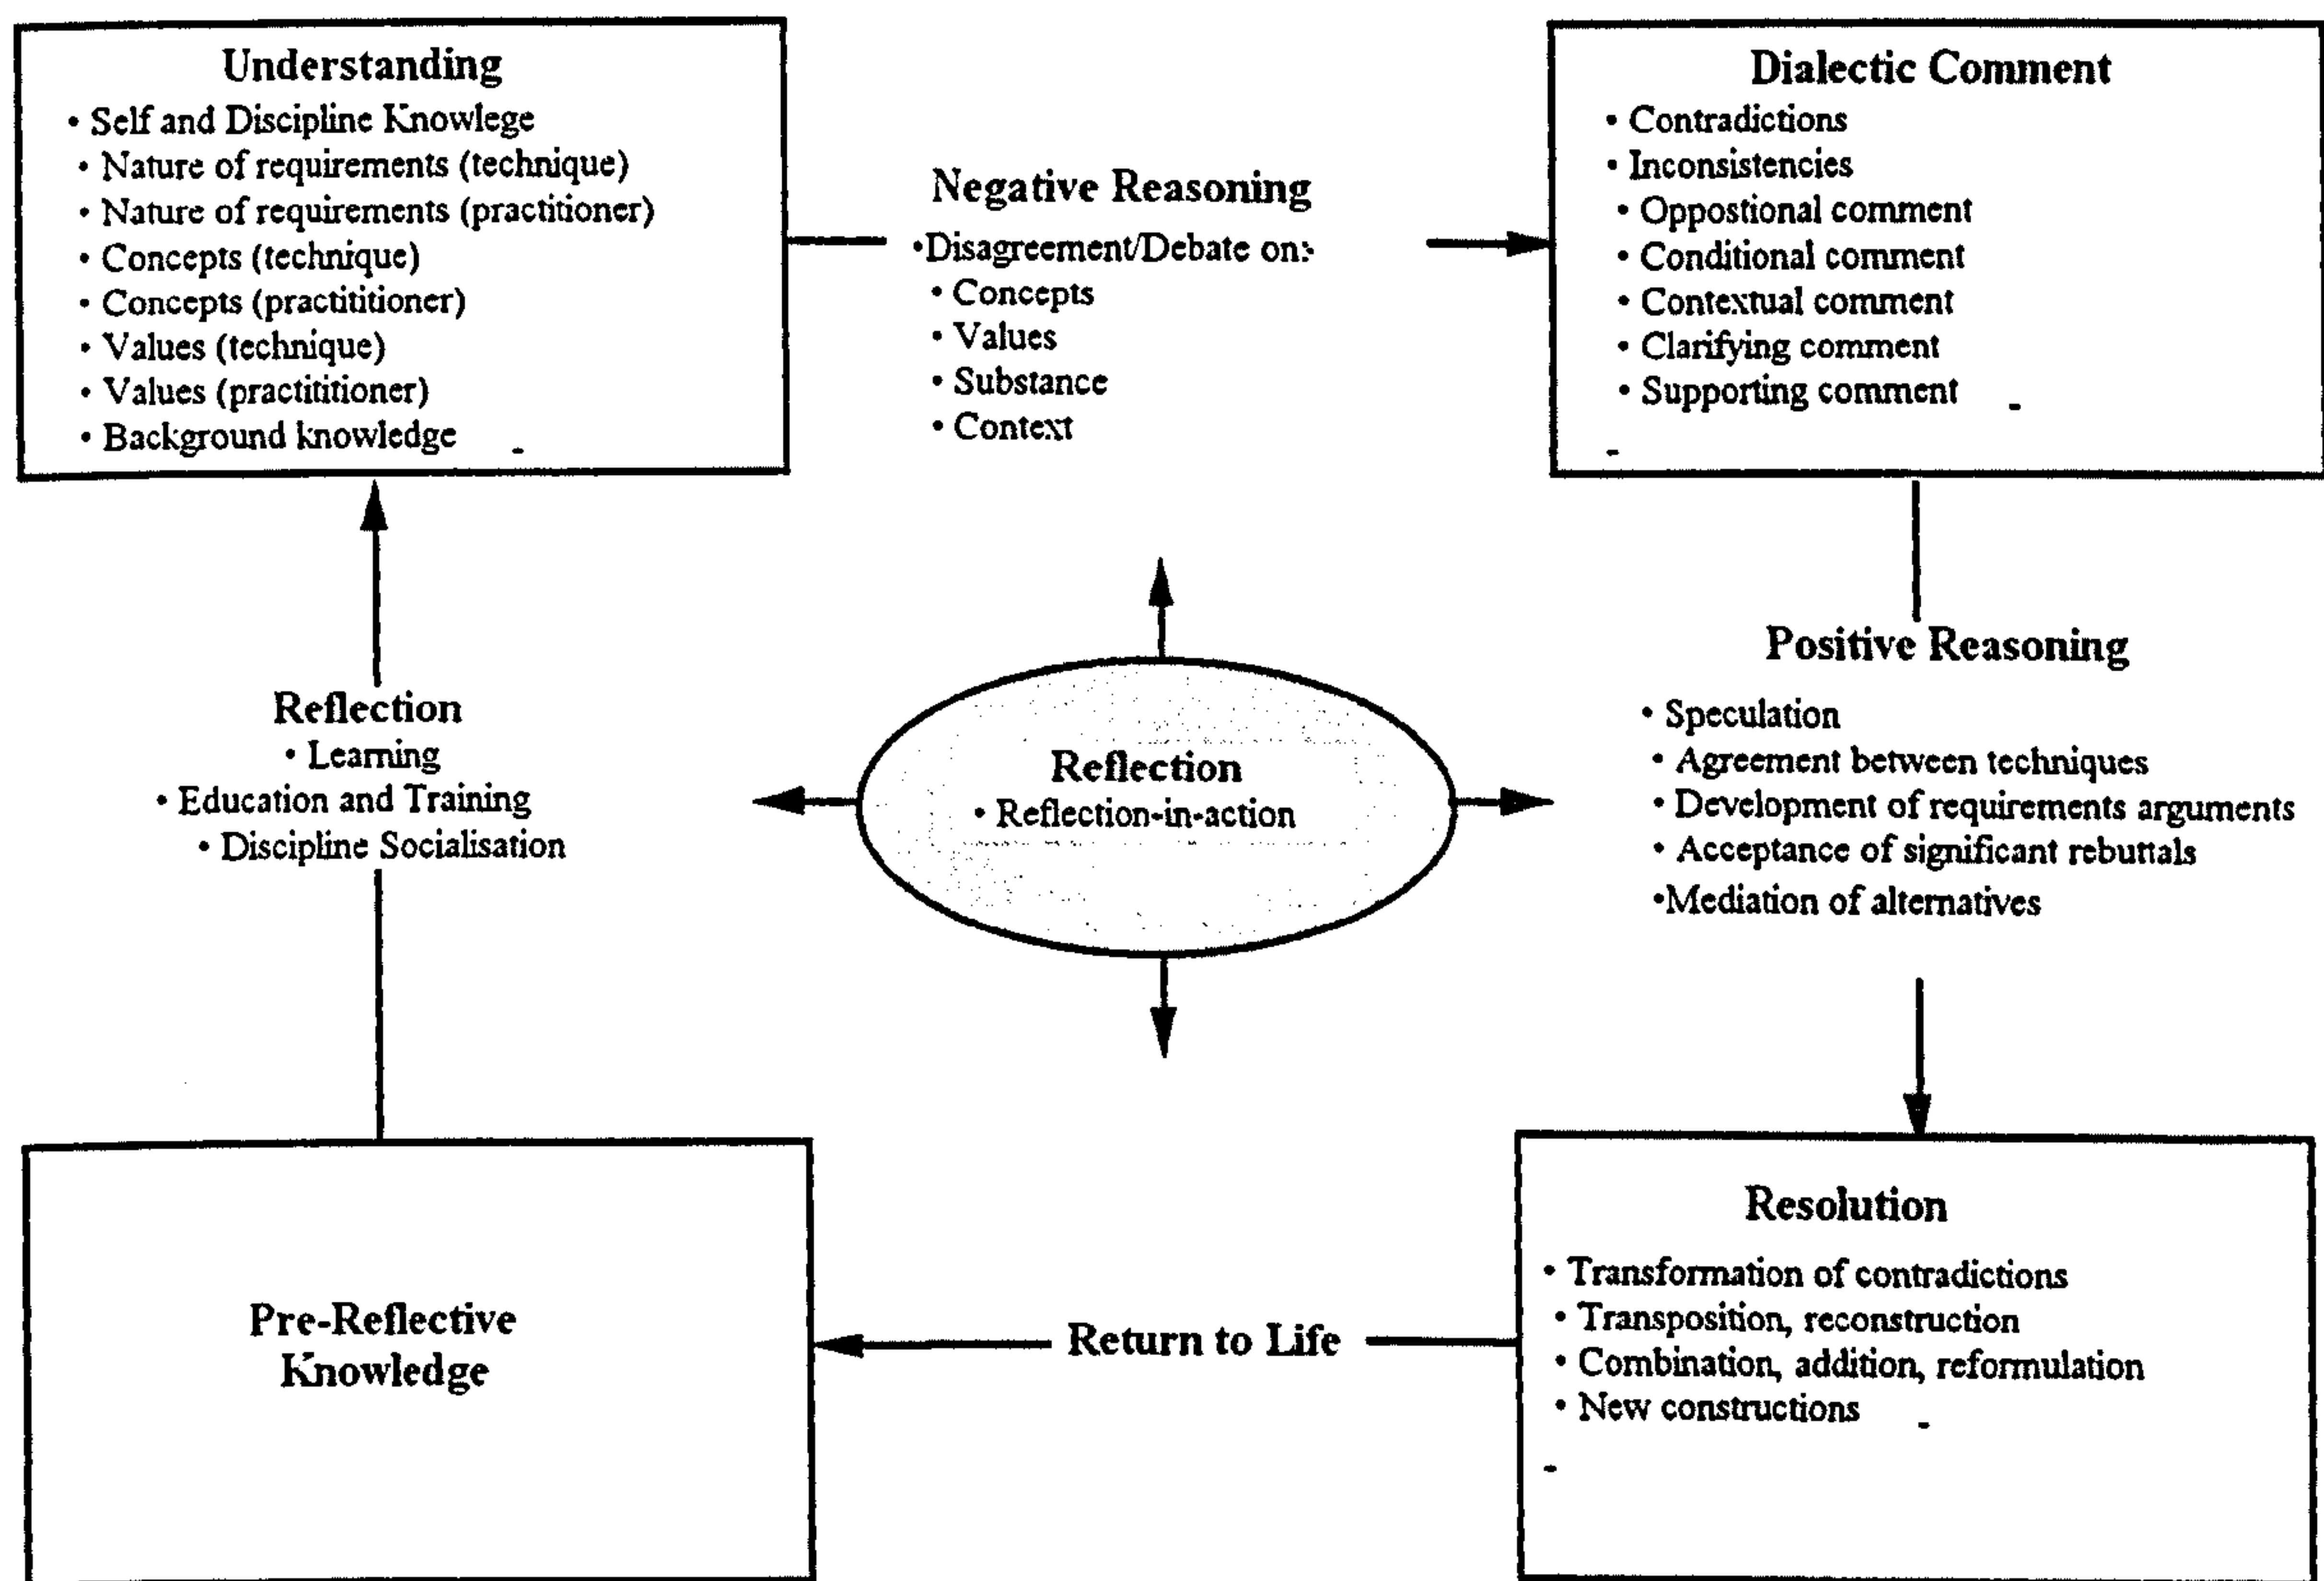 Understanding
• Self and Discipline Knowlege
• Nature of requirements (technique)
• Nature of requirements (practitioner)
• Concepts (technique)
• Concepts (practititioner)
• Values (technique)
• Values (practititioner)
• Background knowledge
Negative Reasoning
•Disagreement/Debate on:-
• Concepts
• Values
• Substance
• Context
Dialectic Comment
• Contradictions
• Inconsistencies
• Oppostional comment
• Conditional comment
• Contextual comment
• Clarifying comment
• Supporting comment
Reflection
• Learning
• Education and Training
• Discipline Socialisation
Reflection
• Reflection-in-action
Positive Reasoning
• Speculation
• Agreement between techniques
• Development of requirements arguments
• Acceptance of significant rebuttals
•Mediation of alternatives
Pre-Reflective
Knowledge
Return to Life
Resolution
• Transformation of contradictions
• Transposition, reconstruction
• Combination, addition, reformulation
• New constructions